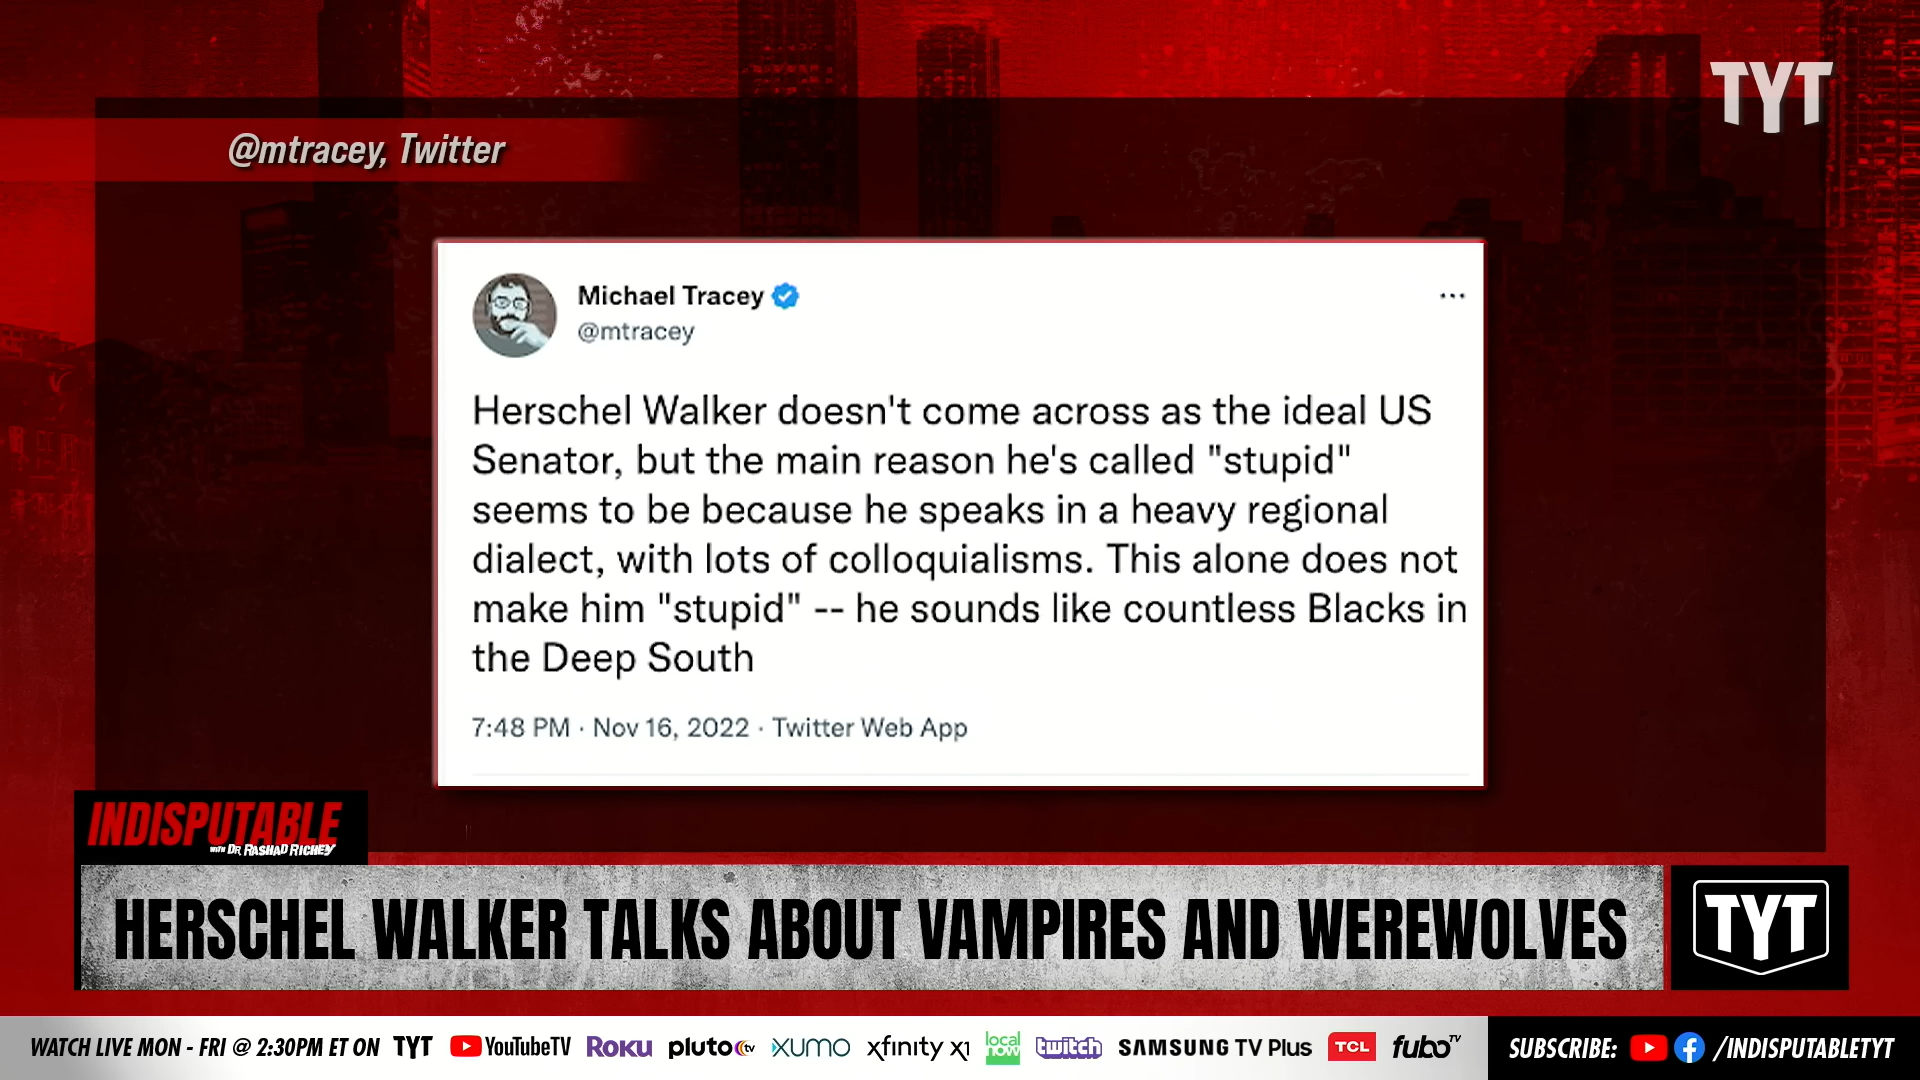 TYT
@mtracey, Twitter
Michael Tracey
@mtracey
Herschel Walker doesn't come across as the ideal US
Senator, but the main reason he's called "stupid"
seems to be because he speaks in a heavy regional
dialect, with lots of colloquialisms. This alone does not
make him "stupid" -- he sounds like countless Blacks in
the Deep South
7:48 PM · Nov 16, 2022 · Twitter Web App
INDISPUTABLE
WITH DR RASHAD RICHEY
HERSCHEL WALKER TALKS ABOUT VAMPIRES AND WEREWOLVES
TYT
WATCH LIVE MON - FRI @ 2:30PM ET ON TYT YouTubeTV ROKU pluto tv XUMO xfinity x1 local now twitch SAMSUNG TV Plus TCL fubo TV
SUBSCRIBE: /INDISPUTABLETYT